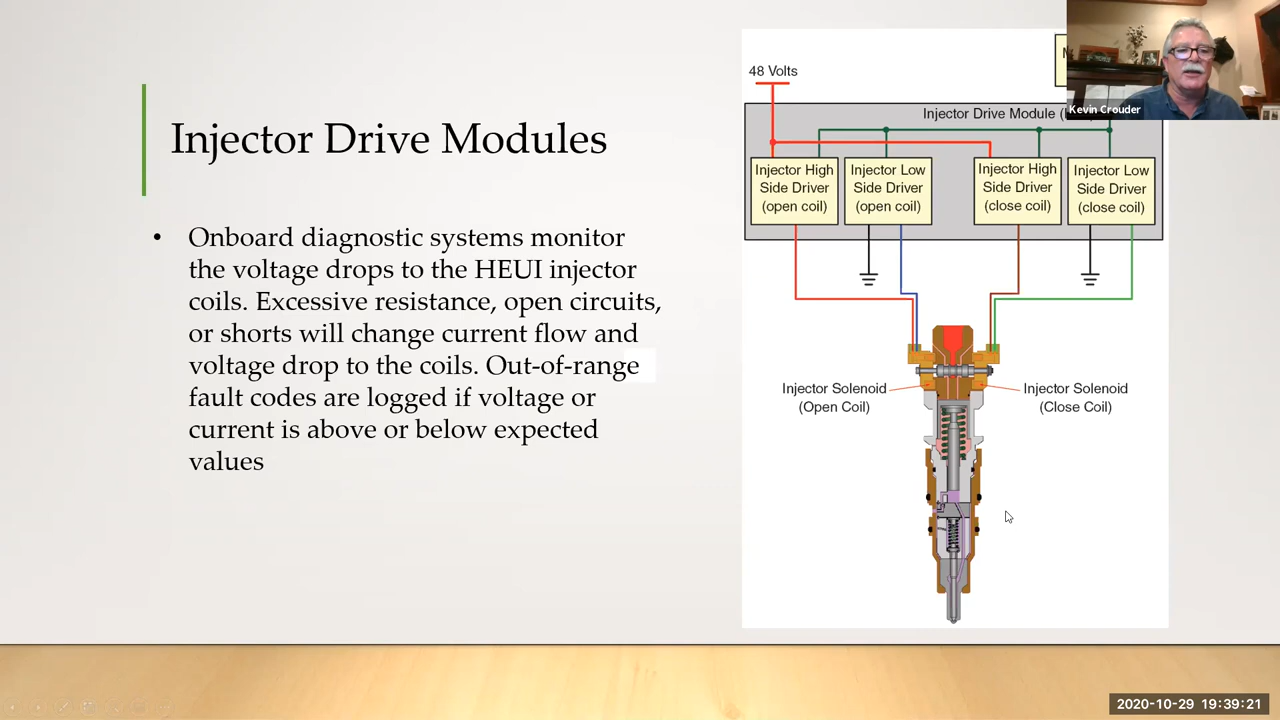 Injector Drive Modules
• Onboard diagnostic systems monitor
the voltage drops to the HEUI injector
coils. Excessive resistance, open circuits,
or shorts will change current flow and
voltage drop to the coils. Out-of-range
fault codes are logged if voltage or
current is above or below expected
values
48 Volts
Kevin Crouder
Injector Drive Module
Injector High
Side Driver
(open coil)
Injector Low
Side Driver
(open coil)
Injector High
Side Driver
(close coil)
Injector Low
Side Driver
(close coil)
Injector Solenoid
(Open Coil)
Injector Solenoid
(Close Coil)
2020-10-29 19:39:21